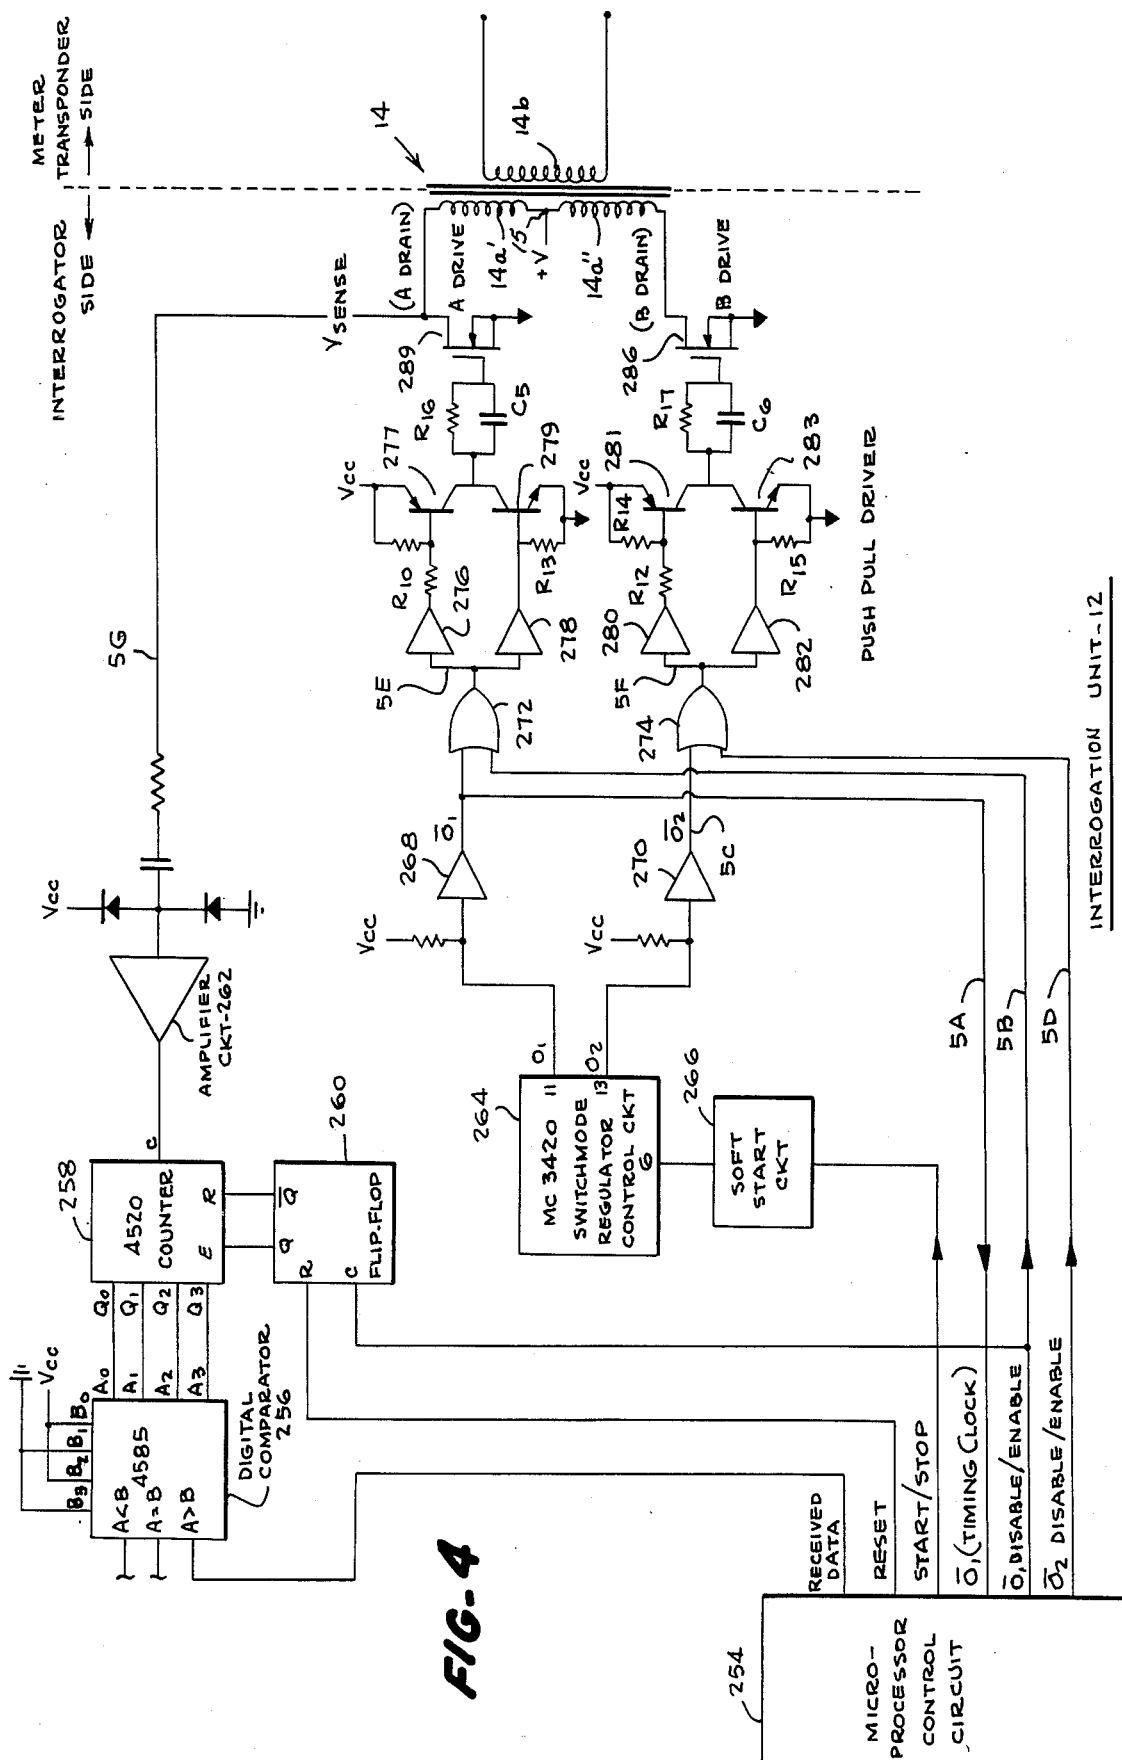 INTERROGATOR
SIDE
METER
TRANSPONDER
SIDE
Vcc
AMPLIFIER
CKT-262
5G
VSENSE
(A DRAIN)
A DRIVE
14
14a'
15
+V
14a"
14b
(B DRAIN)
B DRIVE
289
286
R16
C5
R17
C6
Vcc
277
279
R10
R13
276
278
5E
272
Vcc
281
283
R14
R12
R15
280
282
5F
274
PUSH PULL DRIVER
258
4520
COUNTER
C
R
E
Q0
Q1
Q2
Q3
A0
A1
A2
A3
260
Q̅
Q
R
C
FLIP-FLOP
Vcc
B0
B1
B2
B3
4585
A<B
A=B
A>B
DIGITAL
COMPARATOR
256
264
MC 3420
SWITCHMODE
REGULATOR
CONTROL CKT
11
13
6
O1
O2
Vcc
268
O̅1
Vcc
270
O̅2
5C
266
SOFT
START
CKT
5A
5B
5D
254
MICRO-
PROCESSOR
CONTROL
CIRCUIT
RECEIVED
DATA
RESET
START/STOP
O̅1 (TIMING CLOCK)
O̅1 DISABLE/ENABLE
O̅2 DISABLE/ENABLE
INTERROGATION UNIT-12
FIG-4